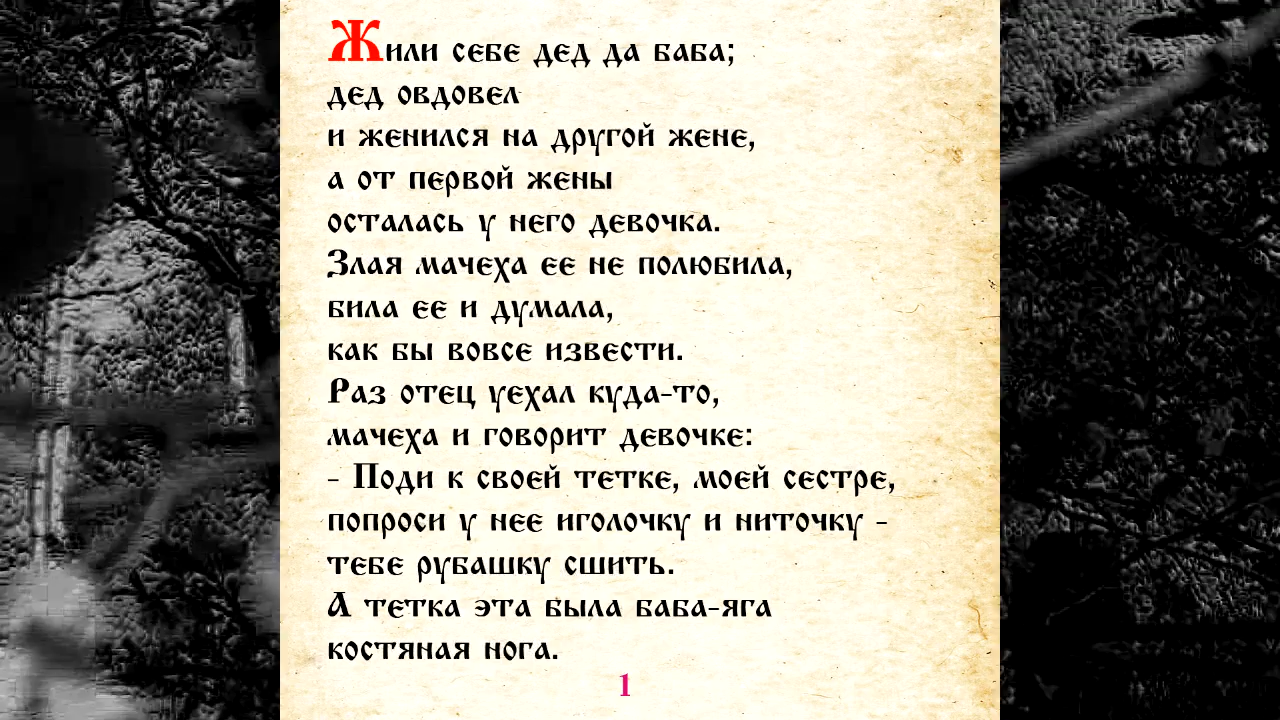 Жили себе дед да баба;
дед овдовел
и женился на другой жене,
а от первой жены
осталась у него девочка.
Злая мачеха ее не полюбила,
била ее и думала,
как бы вовсе извести.
Раз отец уехал куда-то,
мачеха и говорит девочке:
- Поди к своей тетке, моей сестре,
попроси у нее иголочку и ниточку -
тебе рубашку сшить.
А тетка эта была баба-яга
костяная нога.
1